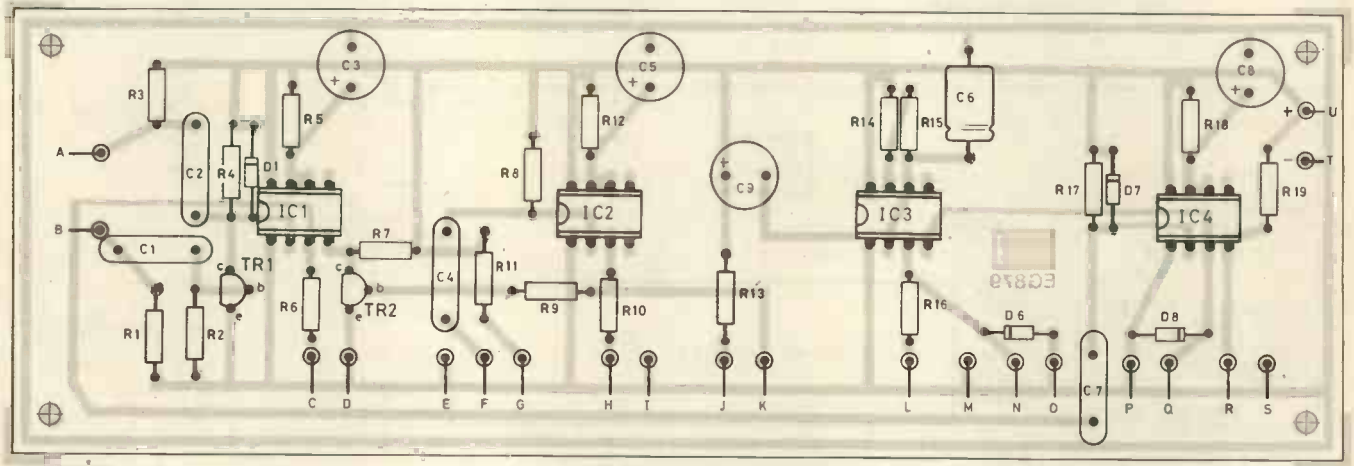 C3
+
C5
+
C8
+
C6
R3
R5
R12
R14
R15
R18
+
U
A
C2
R4
D1
R8
+
C9
R17
D7
-
T
R19
IC1
IC2
IC3
IC4
B
C1
R7
C4
R11
EG879
c
TR1
b
e
R6
c
b
TR2
e
R9
R10
R13
R16
D6
D8
R1
R2
C7
C
D
E
F
G
H
I
J
K
L
M
N
O
P
Q
R
S